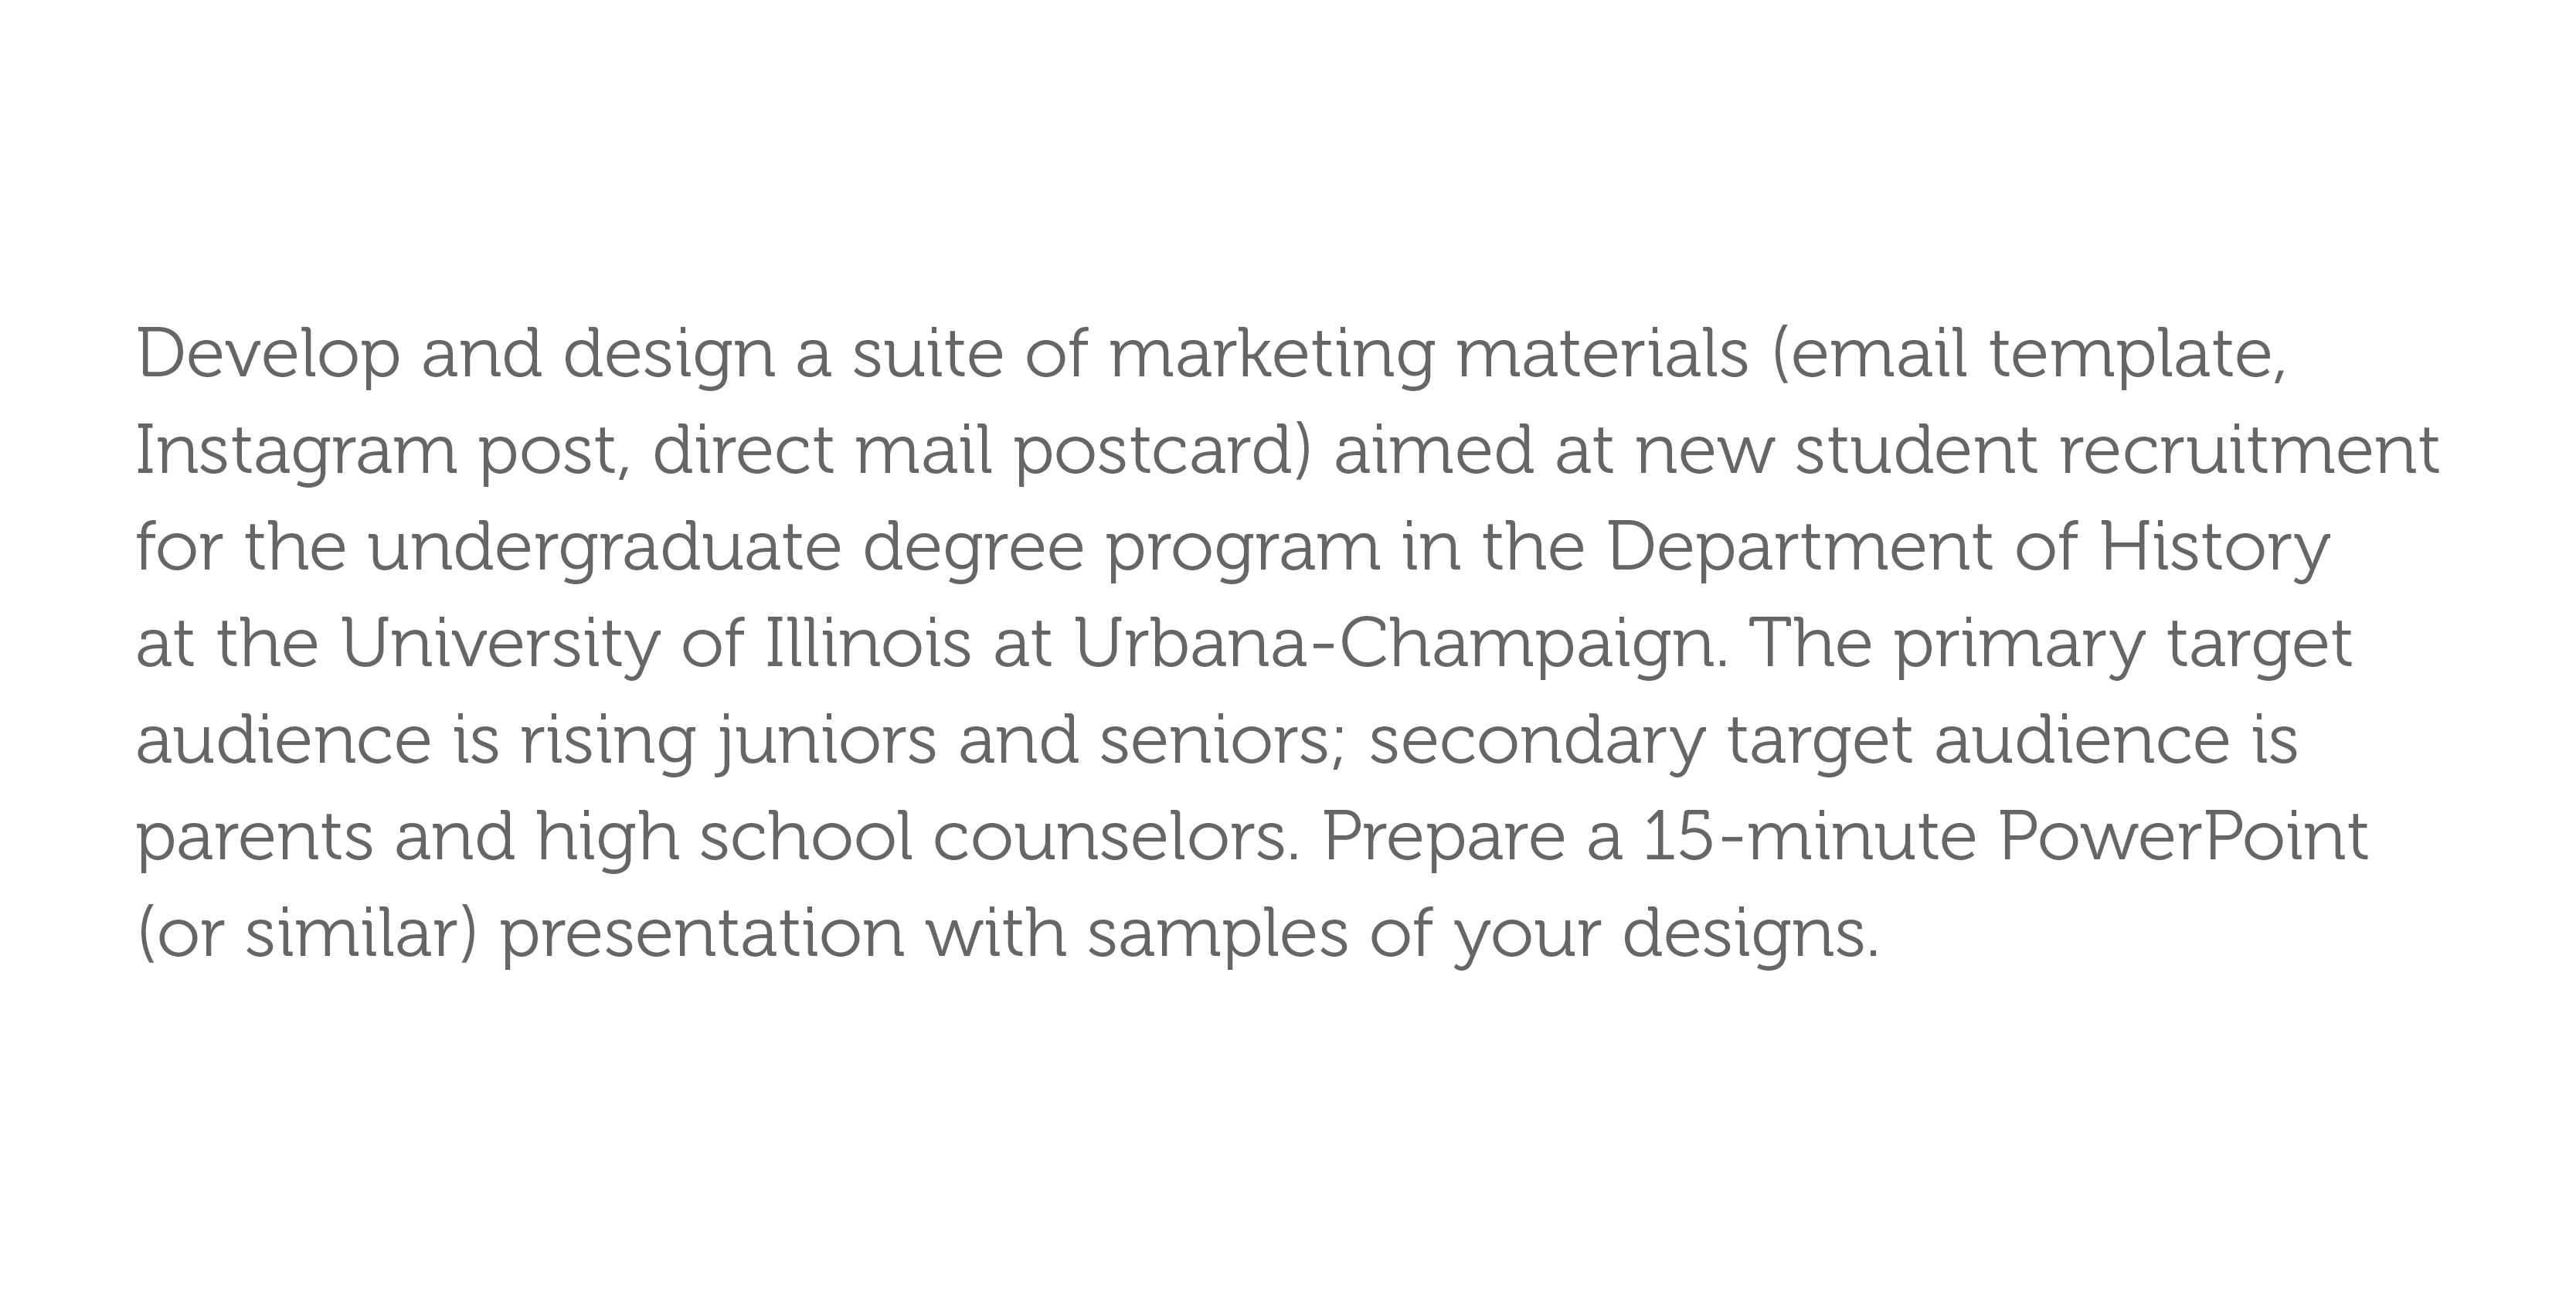 Develop and design a suite of marketing materials (email template,
Instagram post, direct mail postcard) aimed at new student recruitment
for the undergraduate degree program in the Department of History
at the University of Illinois at Urbana-Champaign. The primary target
audience is rising juniors and seniors; secondary target audience is
parents and high school counselors. Prepare a 15-minute PowerPoint
(or similar) presentation with samples of your designs.